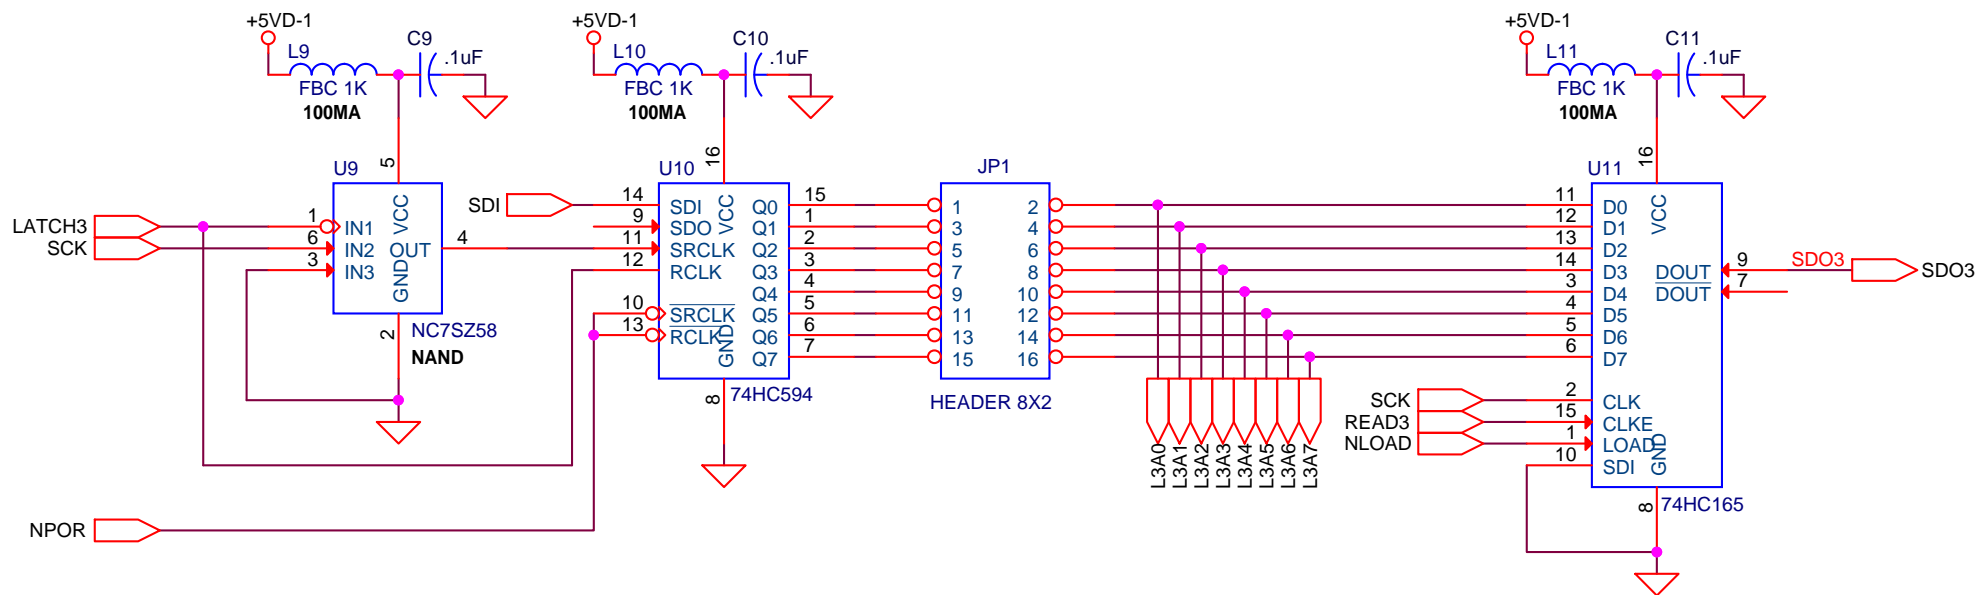 +5VD-1
L9
C9
.1uF
FBC 1K
100MA
5
U9
LATCH3
SCK
1
6
3
IN1
IN2
IN3
VCC
OUT
GND
4
2
NC7SZ58
NAND
NPOR
+5VD-1
L10
C10
.1uF
FBC 1K
100MA
16
U10
SDI
14
9
11
12
10
13
SDI
SDO
SRCLK
RCLK
SRCLK
RCLK
VCC
GND
Q0
Q1
Q2
Q3
Q4
Q5
Q6
Q7
15
1
2
3
4
5
6
7
8
74HC594
JP1
1 2
3 4
5 6
7 8
9 10
11 12
13 14
15 16
HEADER 8X2
L3A0
L3A1
L3A2
L3A3
L3A4
L3A5
L3A6
L3A7
+5VD-1
L11
C11
.1uF
FBC 1K
100MA
16
U11
11
12
13
14
3
4
5
6
D0
D1
D2
D3
D4
D5
D6
D7
VCC
DOUT
DOUT
9
7
SDO3
SDO3
SCK
READ3
NLOAD
2
15
1
10
CLK
CLKE
LOAD
SDI
GND
8
74HC165